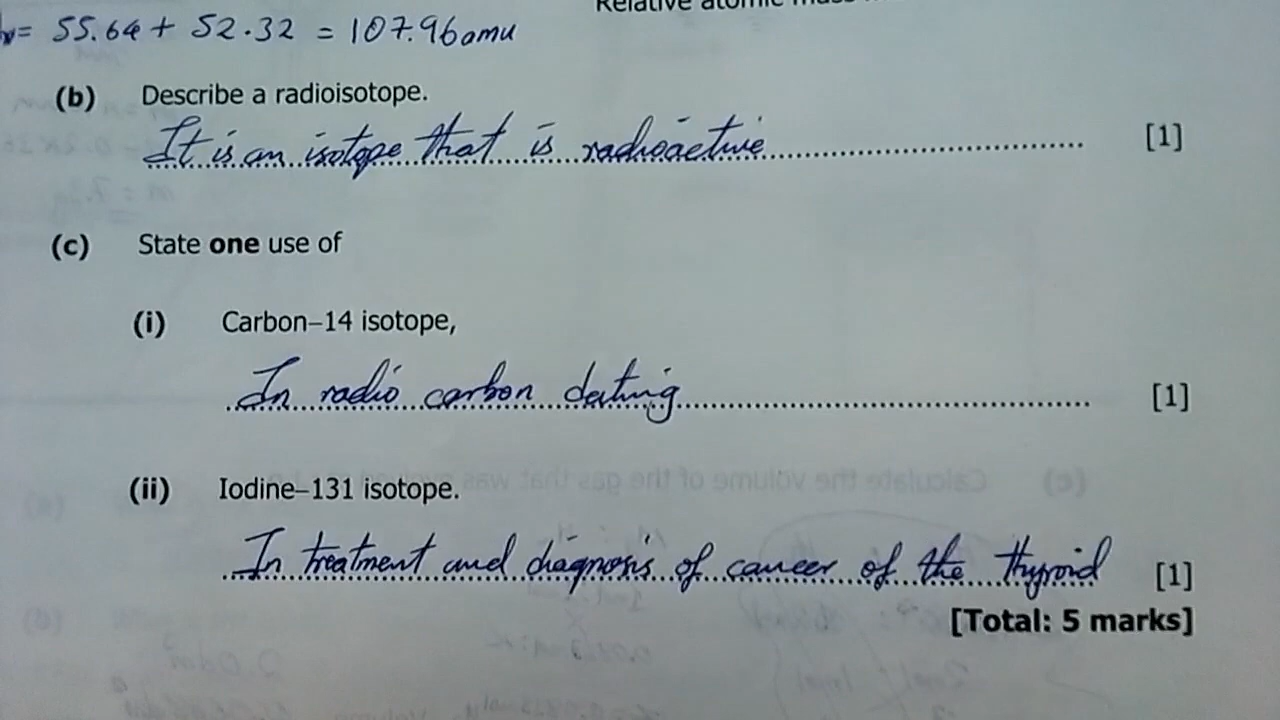 = 55.64 + 52.32 = 107.96amu
(b) Describe a radioisotope.
It is an isotope that is radioactive [1]
(c) State one use of
(i) Carbon–14 isotope,
In radio carbon dating [1]
(ii) Iodine–131 isotope.
In treatment and diagnosis of cancer of the thyroid [1]
[Total: 5 marks]